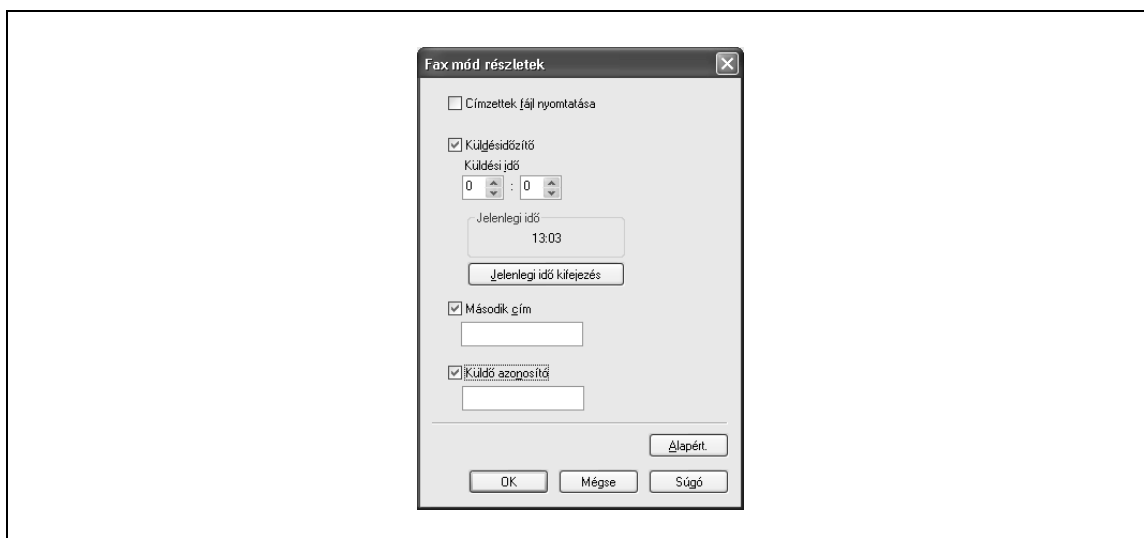 Fax mód részletek
Címzettek fájl nyomtatása
Küldésidőzítő
Küldési idő
0 : 0
Jelenlegi idő
13:03
Jelenlegi idő kifejezés
Második cím
Küldő azonosító
Alapért.
OK Mégse Súgó